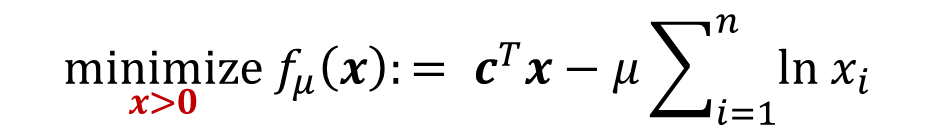 minimize f_μ(x): = c^T x − μ ∑_{i=1}^{n} ln x_i
x>0